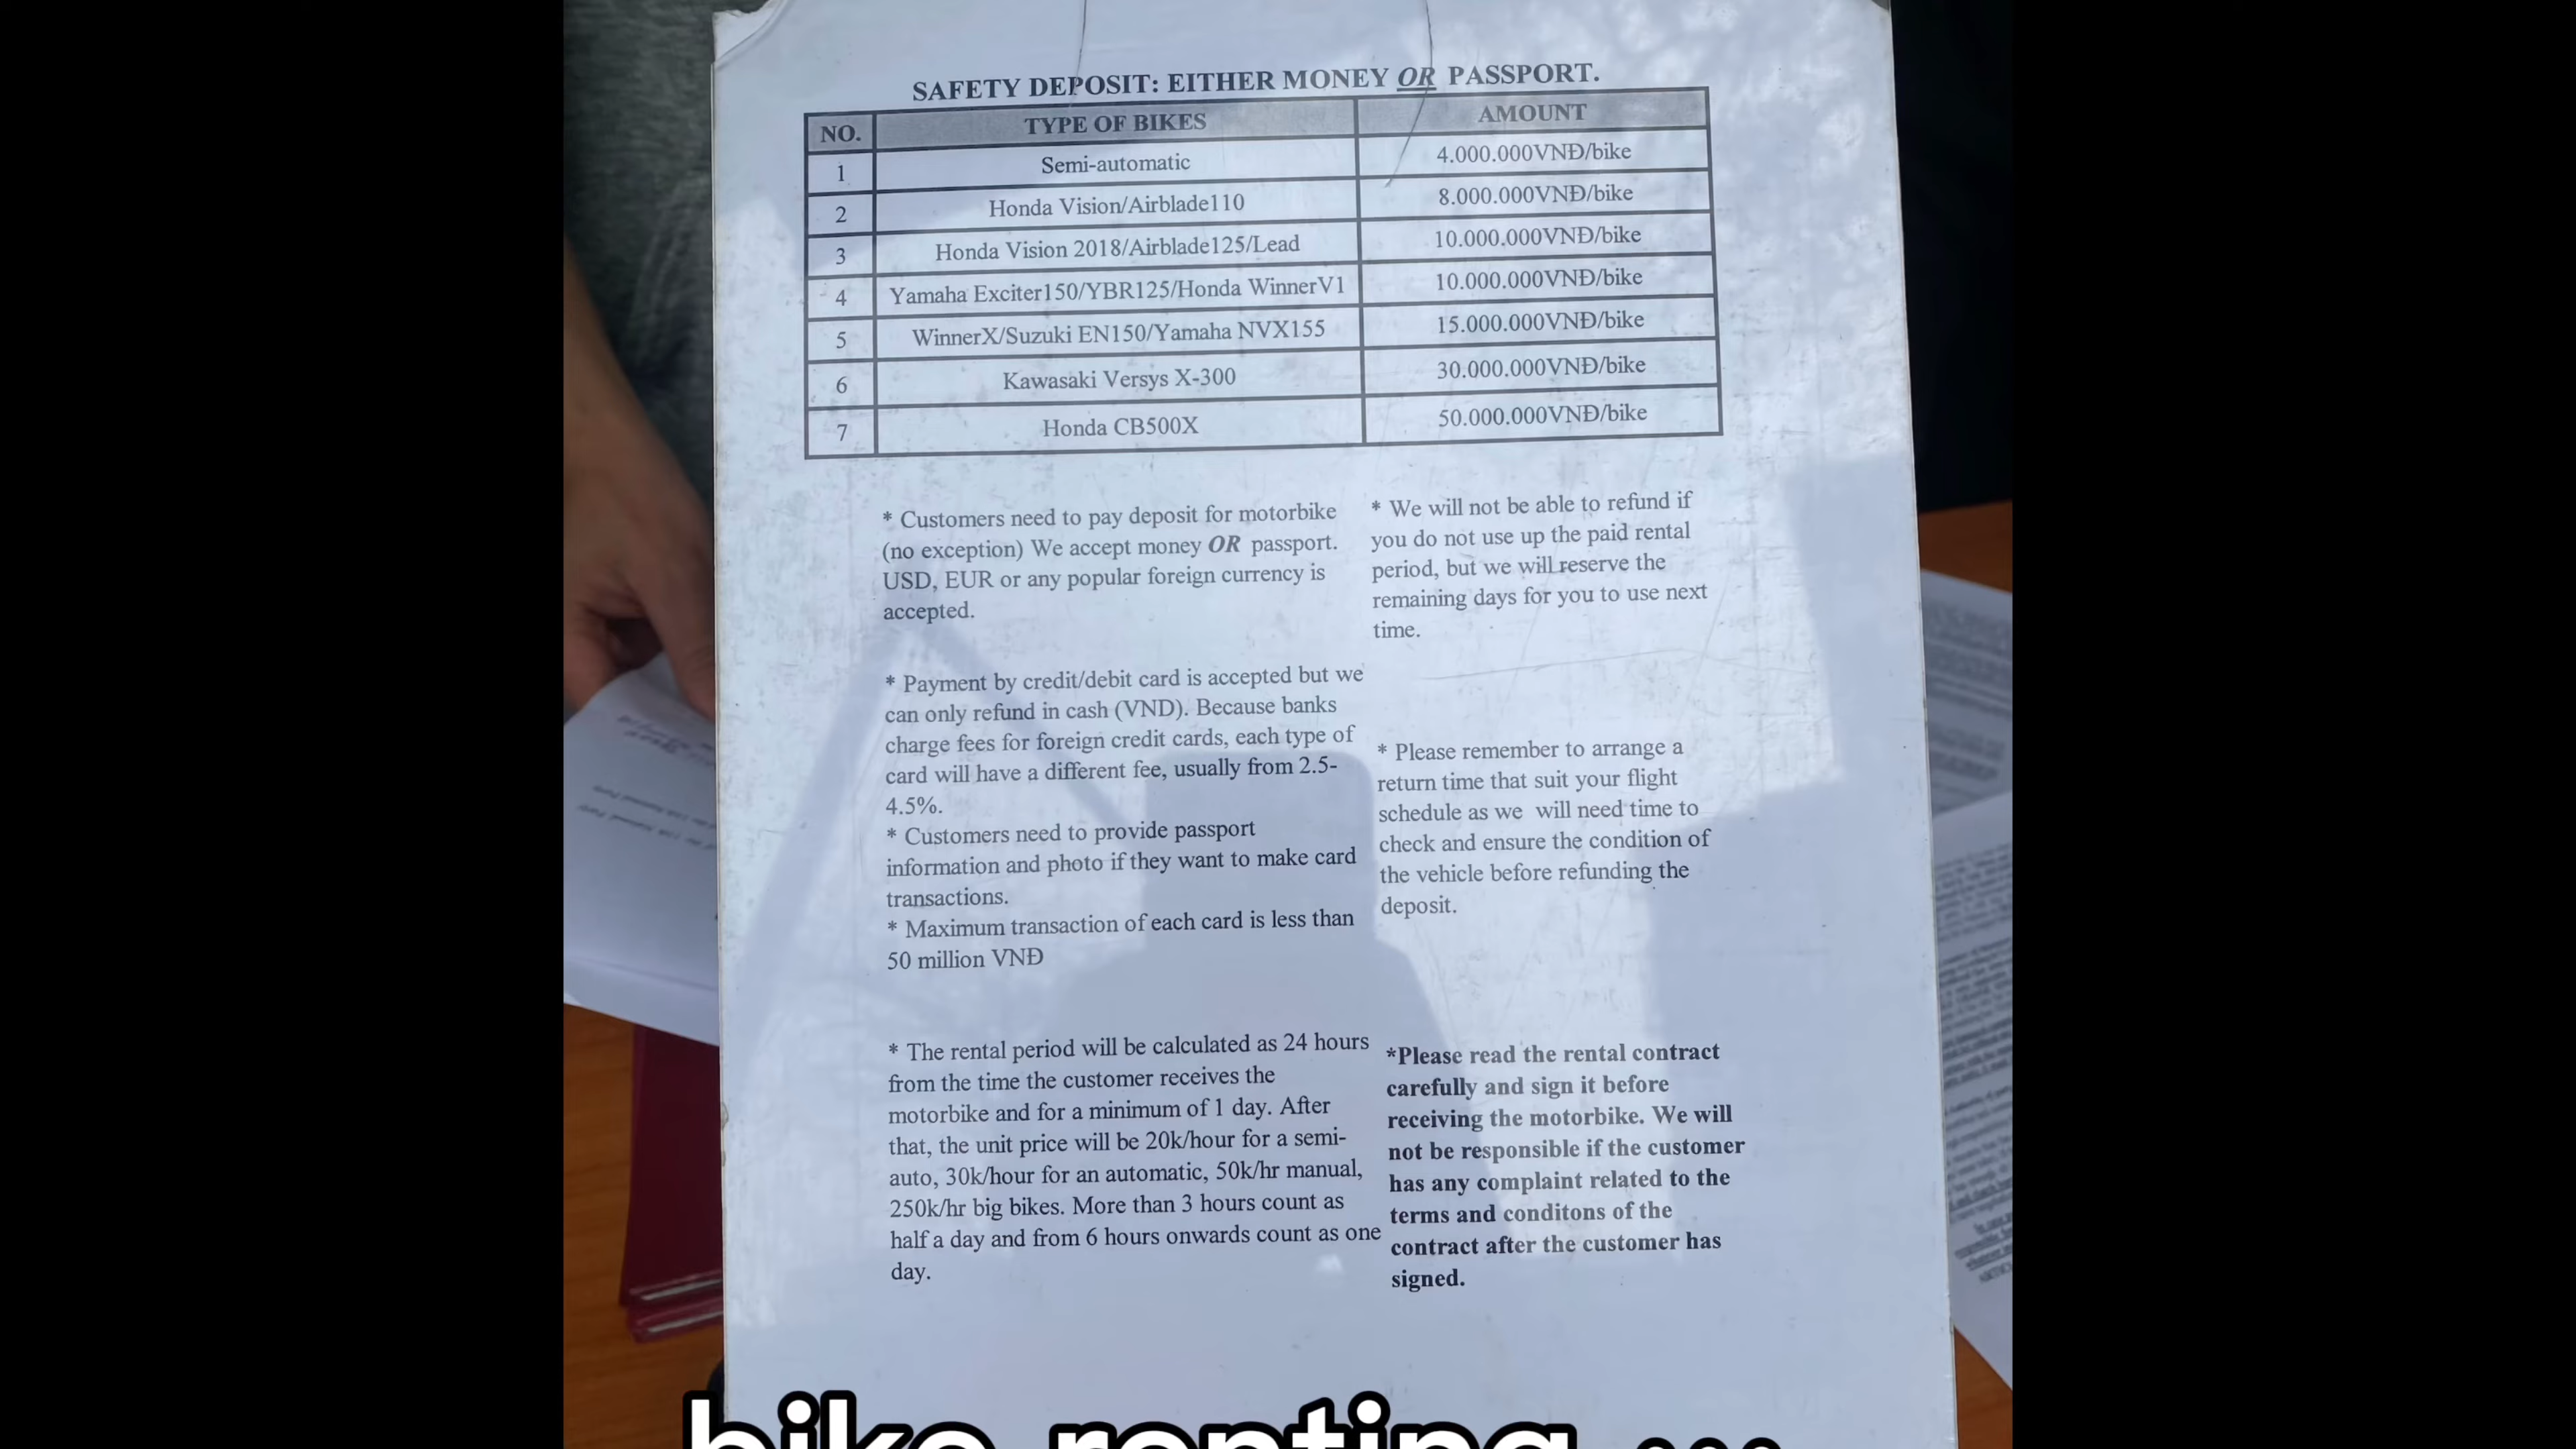 SAFETY DEPOSIT: EITHER MONEY OR PASSPORT.
NO. TYPE OF BIKES AMOUNT
1 Semi-automatic 4.000.000VNĐ/bike
2 Honda Vision/Airblade110 8.000.000VNĐ/bike
3 Honda Vision 2018/Airblade125/Lead 10.000.000VNĐ/bike
4 Yamaha Exciter150/YBR125/Honda WinnerV1 10.000.000VNĐ/bike
5 WinnerX/Suzuki EN150/Yamaha NVX155 15.000.000VNĐ/bike
6 Kawasaki Versys X-300 30.000.000VNĐ/bike
7 Honda CB500X 50.000.000VNĐ/bike
* Customers need to pay deposit for motorbike
(no exception) We accept money OR passport.
USD, EUR or any popular foreign currency is
accepted.
* Payment by credit/debit card is accepted but we
can only refund in cash (VND). Because banks
charge fees for foreign credit cards, each type of
card will have a different fee, usually from 2.5-
4.5%.
* Customers need to provide passport
information and photo if they want to make card
transactions.
* Maximum transaction of each card is less than
50 million VNĐ
* The rental period will be calculated as 24 hours
from the time the customer receives the
motorbike and for a minimum of 1 day. After
that, the unit price will be 20k/hour for a semi-
auto, 30k/hour for an automatic, 50k/hr manual,
250k/hr big bikes. More than 3 hours count as
half a day and from 6 hours onwards count as one
day.
* We will not be able to refund if
you do not use up the paid rental
period, but we will reserve the
remaining days for you to use next
time.
* Please remember to arrange a
return time that suit your flight
schedule as we will need time to
check and ensure the condition of
the vehicle before refunding the
deposit.
*Please read the rental contract
carefully and sign it before
receiving the motorbike. We will
not be responsible if the customer
has any complaint related to the
terms and conditons of the
contract after the customer has
signed.
bike renting ...